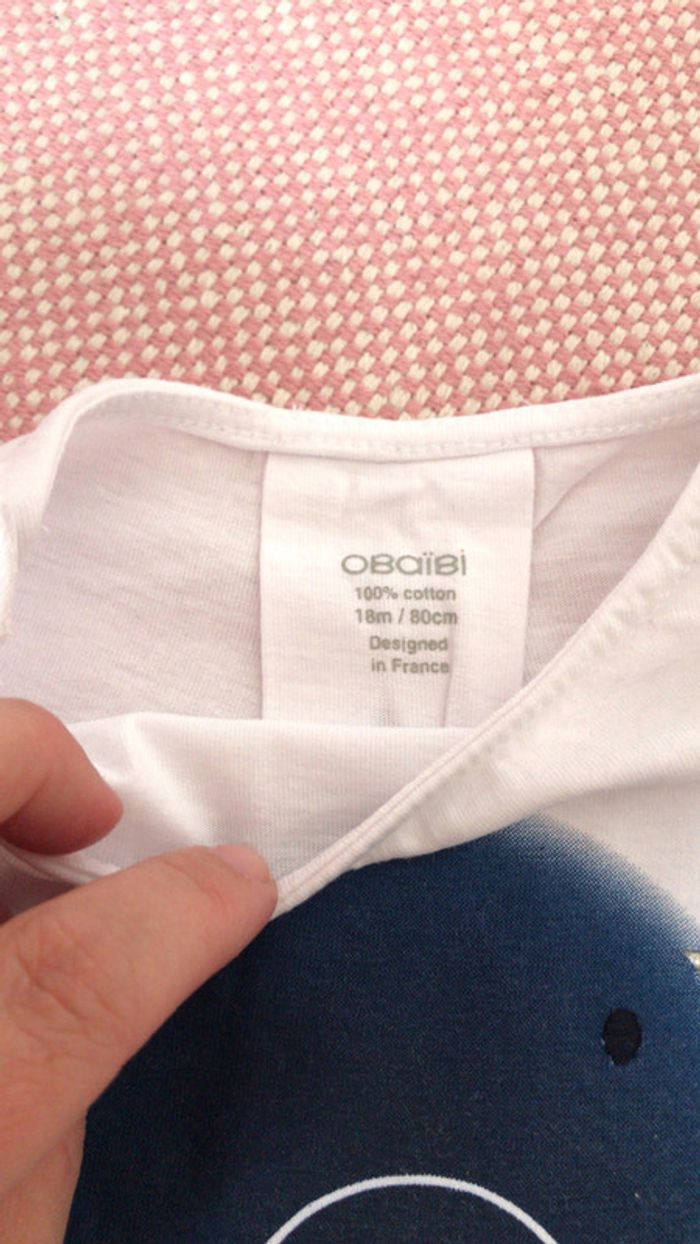 OBaïBi
100% cotton
18m / 80cm
Designed
in France